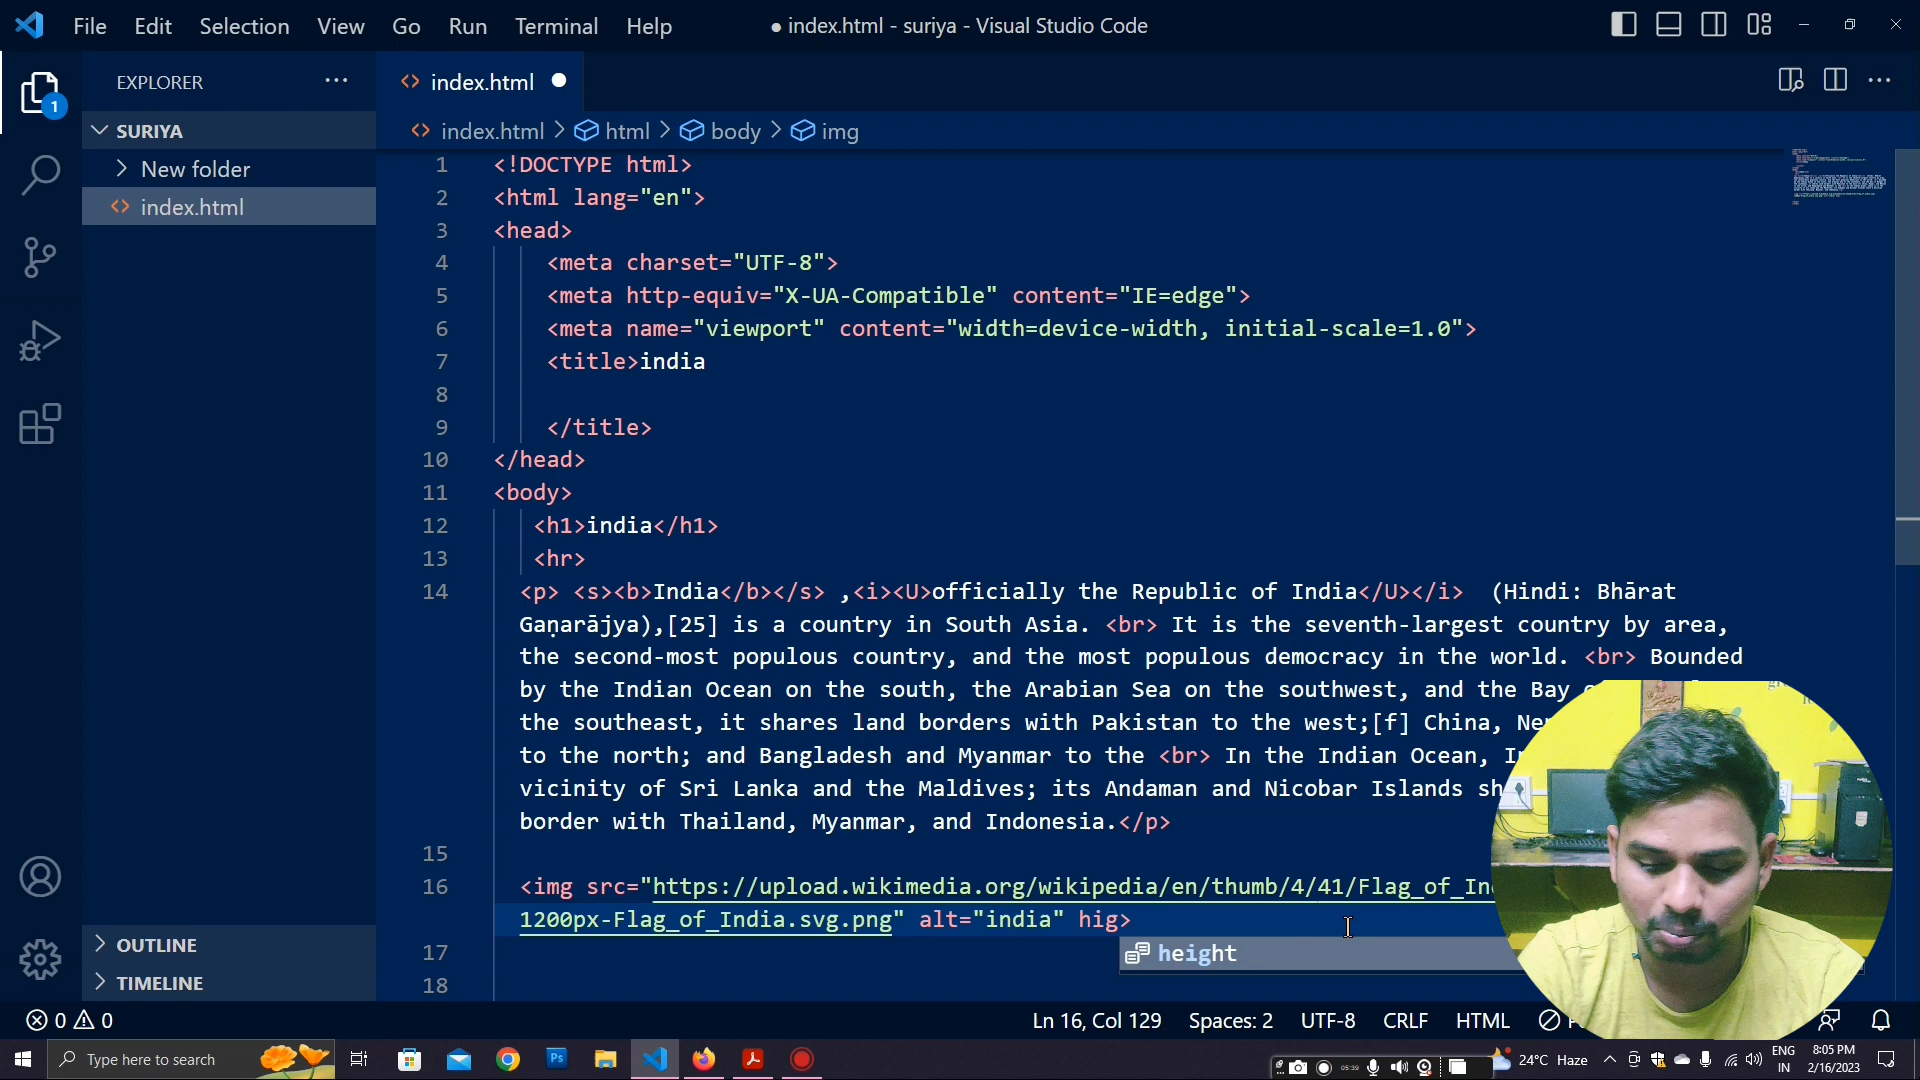 File Edit Selection View Go Run Terminal Help
● index.html - suriya - Visual Studio Code
EXPLORER
1
SURIYA
New folder
index.html
OUTLINE
TIMELINE
index.html
index.html > html > body > img
1 <!DOCTYPE html>
2 <html lang="en">
3 <head>
4 <meta charset="UTF-8">
5 <meta http-equiv="X-UA-Compatible" content="IE=edge">
6 <meta name="viewport" content="width=device-width, initial-scale=1.0">
7 <title>india
8
9 </title>
10 </head>
11 <body>
12 <h1>india</h1>
13 <hr>
14 <p> <s><b>India</b></s> ,<i><U>officially the Republic of India</U></i> (Hindi: Bhārat
Gaṇarājya),[25] is a country in South Asia. <br> It is the seventh-largest country by area,
the second-most populous country, and the most populous democracy in the world. <br> Bounded
by the Indian Ocean on the south, the Arabian Sea on the southwest, and the Bay
the southeast, it shares land borders with Pakistan to the west;[f] China,
to the north; and Bangladesh and Myanmar to the <br> In the Indian Ocean,
vicinity of Sri Lanka and the Maldives; its Andaman and Nicobar Islands
border with Thailand, Myanmar, and Indonesia.</p>
15
16 <img src="https://upload.wikimedia.org/wikipedia/en/thumb/4/41/Flag_of_
1200px-Flag_of_India.svg.png" alt="india" hig>
height
17
18
0 0
Ln 16, Col 129 Spaces: 2 UTF-8 CRLF HTML
Type here to search
Ps
05:39
24°C Haze
ENG
IN
8:05 PM
2/16/2023